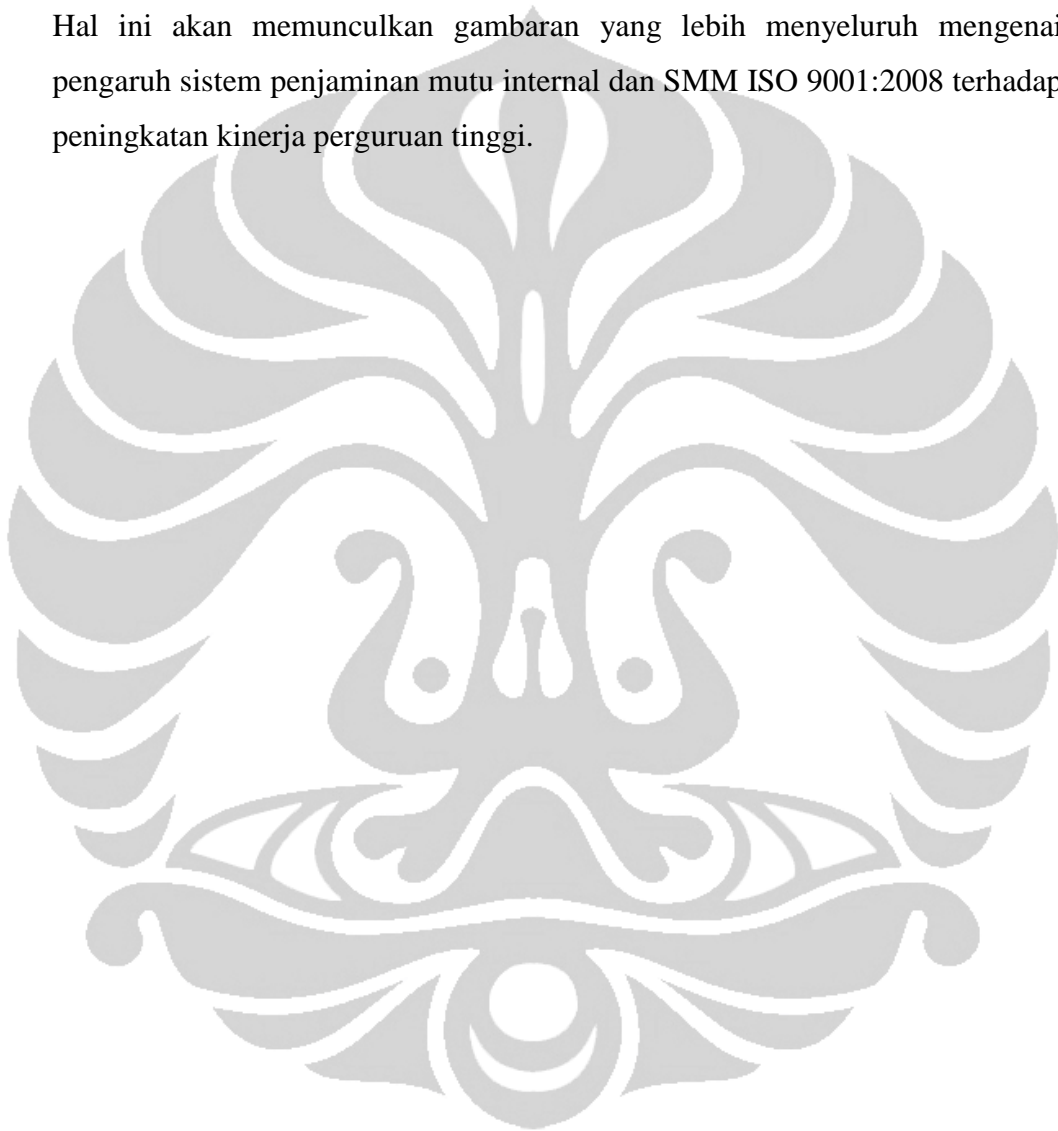 Hal ini akan memunculkan gambaran yang lebih menyeluruh mengenai
pengaruh sistem penjaminan mutu internal dan SMM ISO 9001:2008 terhadap
peningkatan kinerja perguruan tinggi.